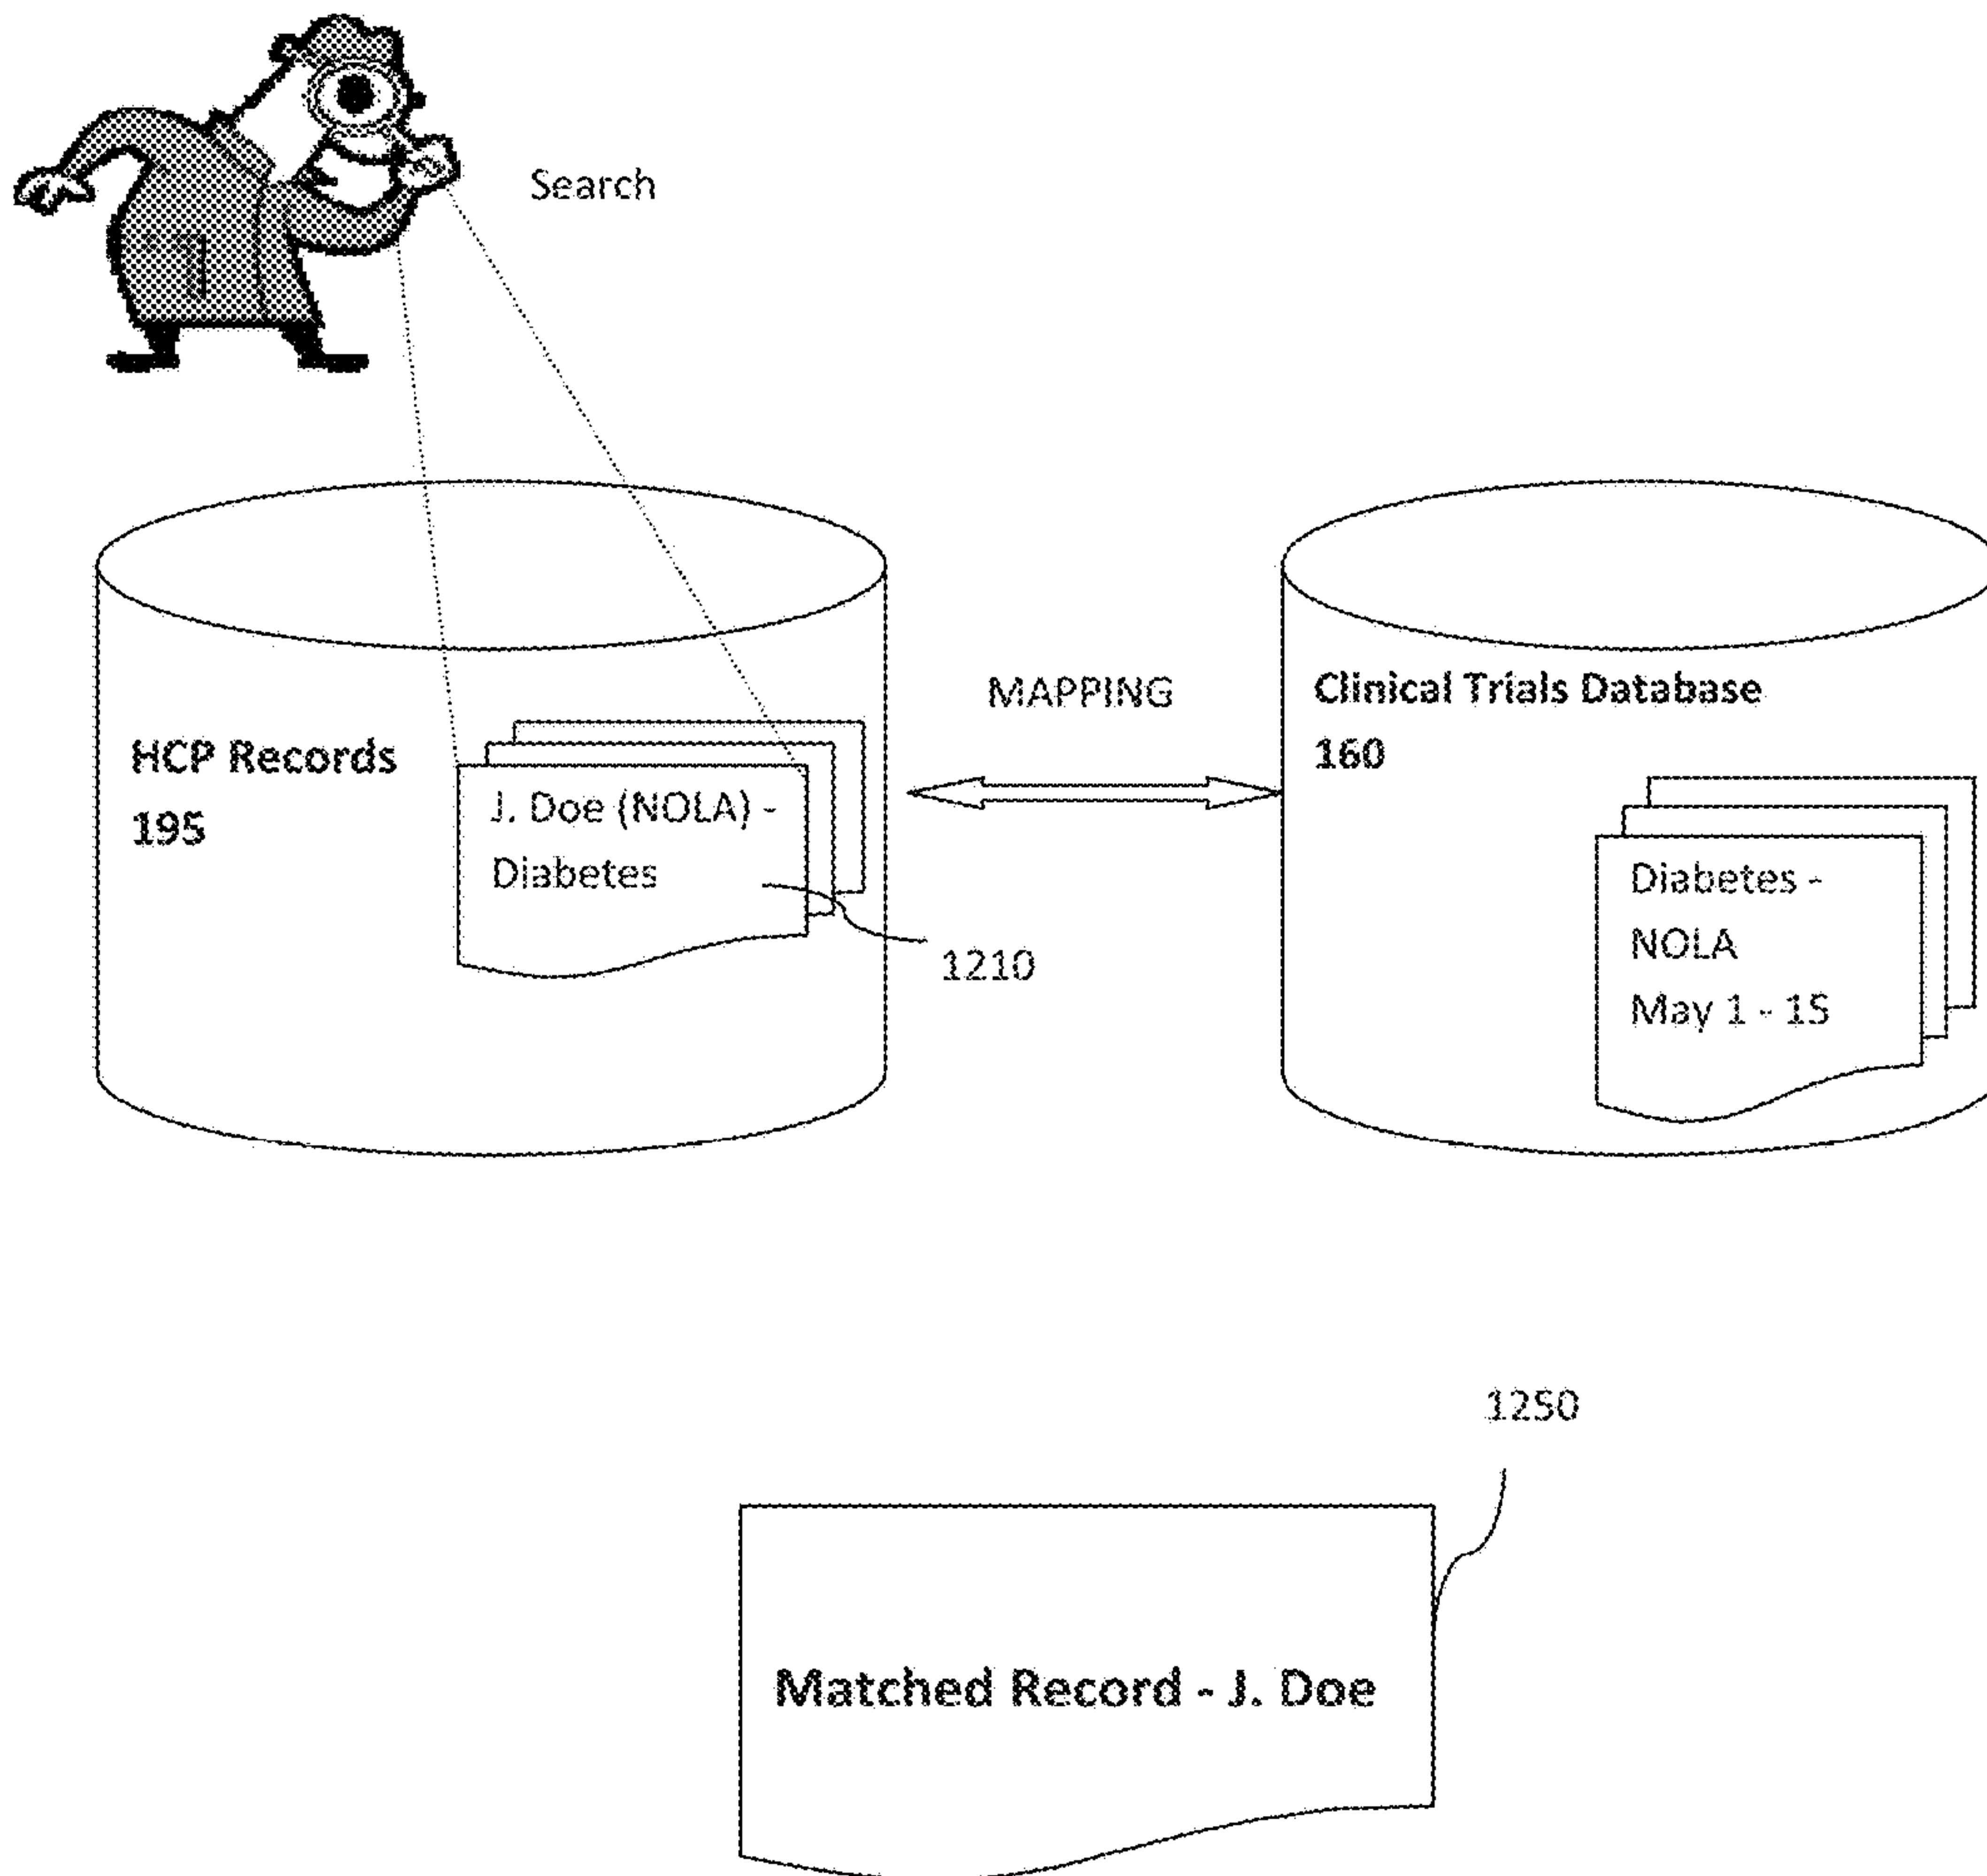 Search
HCP Records
195
J. Doe (NOLA) -
Diabetes
1210
MAPPING
Clinical Trials Database
160
Diabetes -
NOLA
May 1 - 15
1250
Matched Record - J. Doe